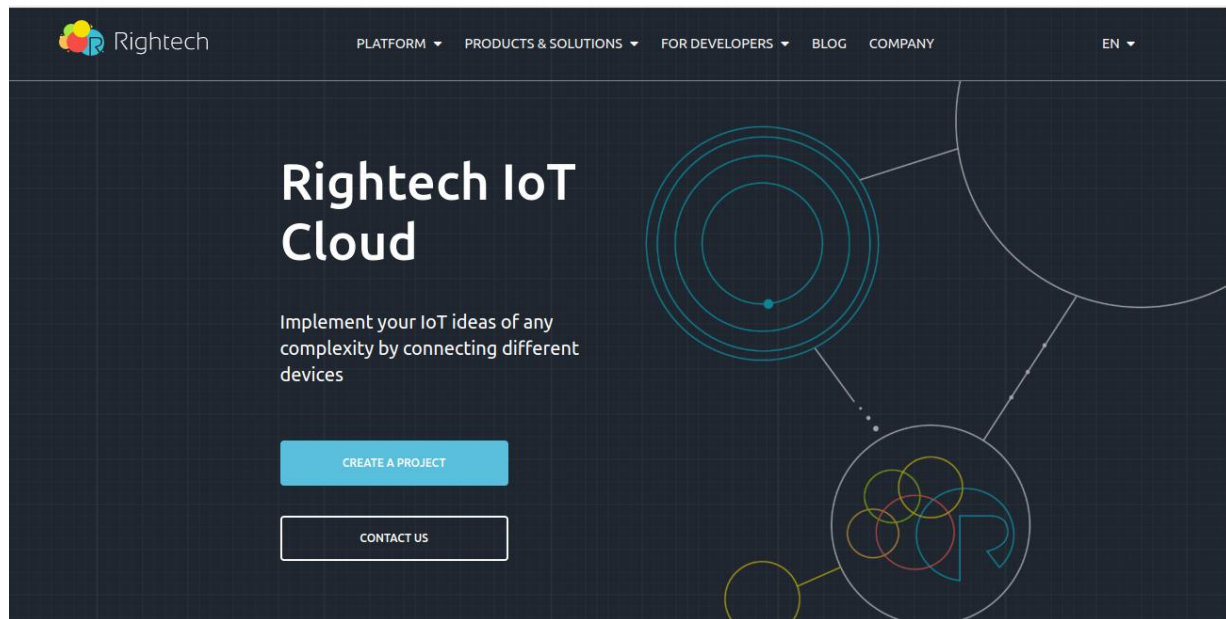 Rightech
PLATFORM PRODUCTS & SOLUTIONS FOR DEVELOPERS BLOG COMPANY EN
Rightech IoT
Cloud
Implement your IoT ideas of any
complexity by connecting different
devices
CREATE A PROJECT
CONTACT US